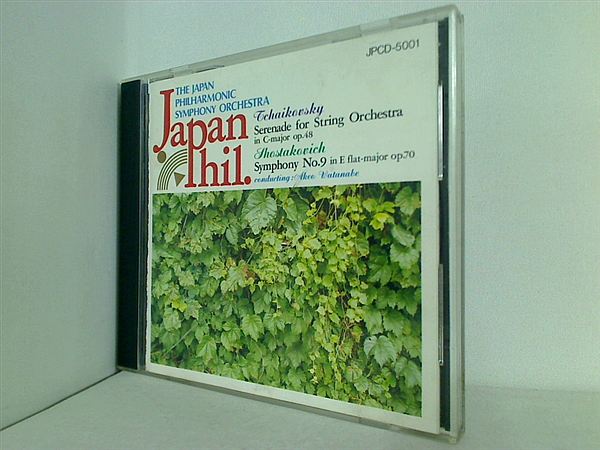 JPCD-5001
THE JAPAN
PHILHARMONIC
SYMPHONY ORCHESTRA
Japan
Phil.
Tchaikovsky
Serenade for String Orchestra
in C-major op.48
Shostakovich
Symphony No.9 in E flat-major op.70
conducting: Akeo Watanabe